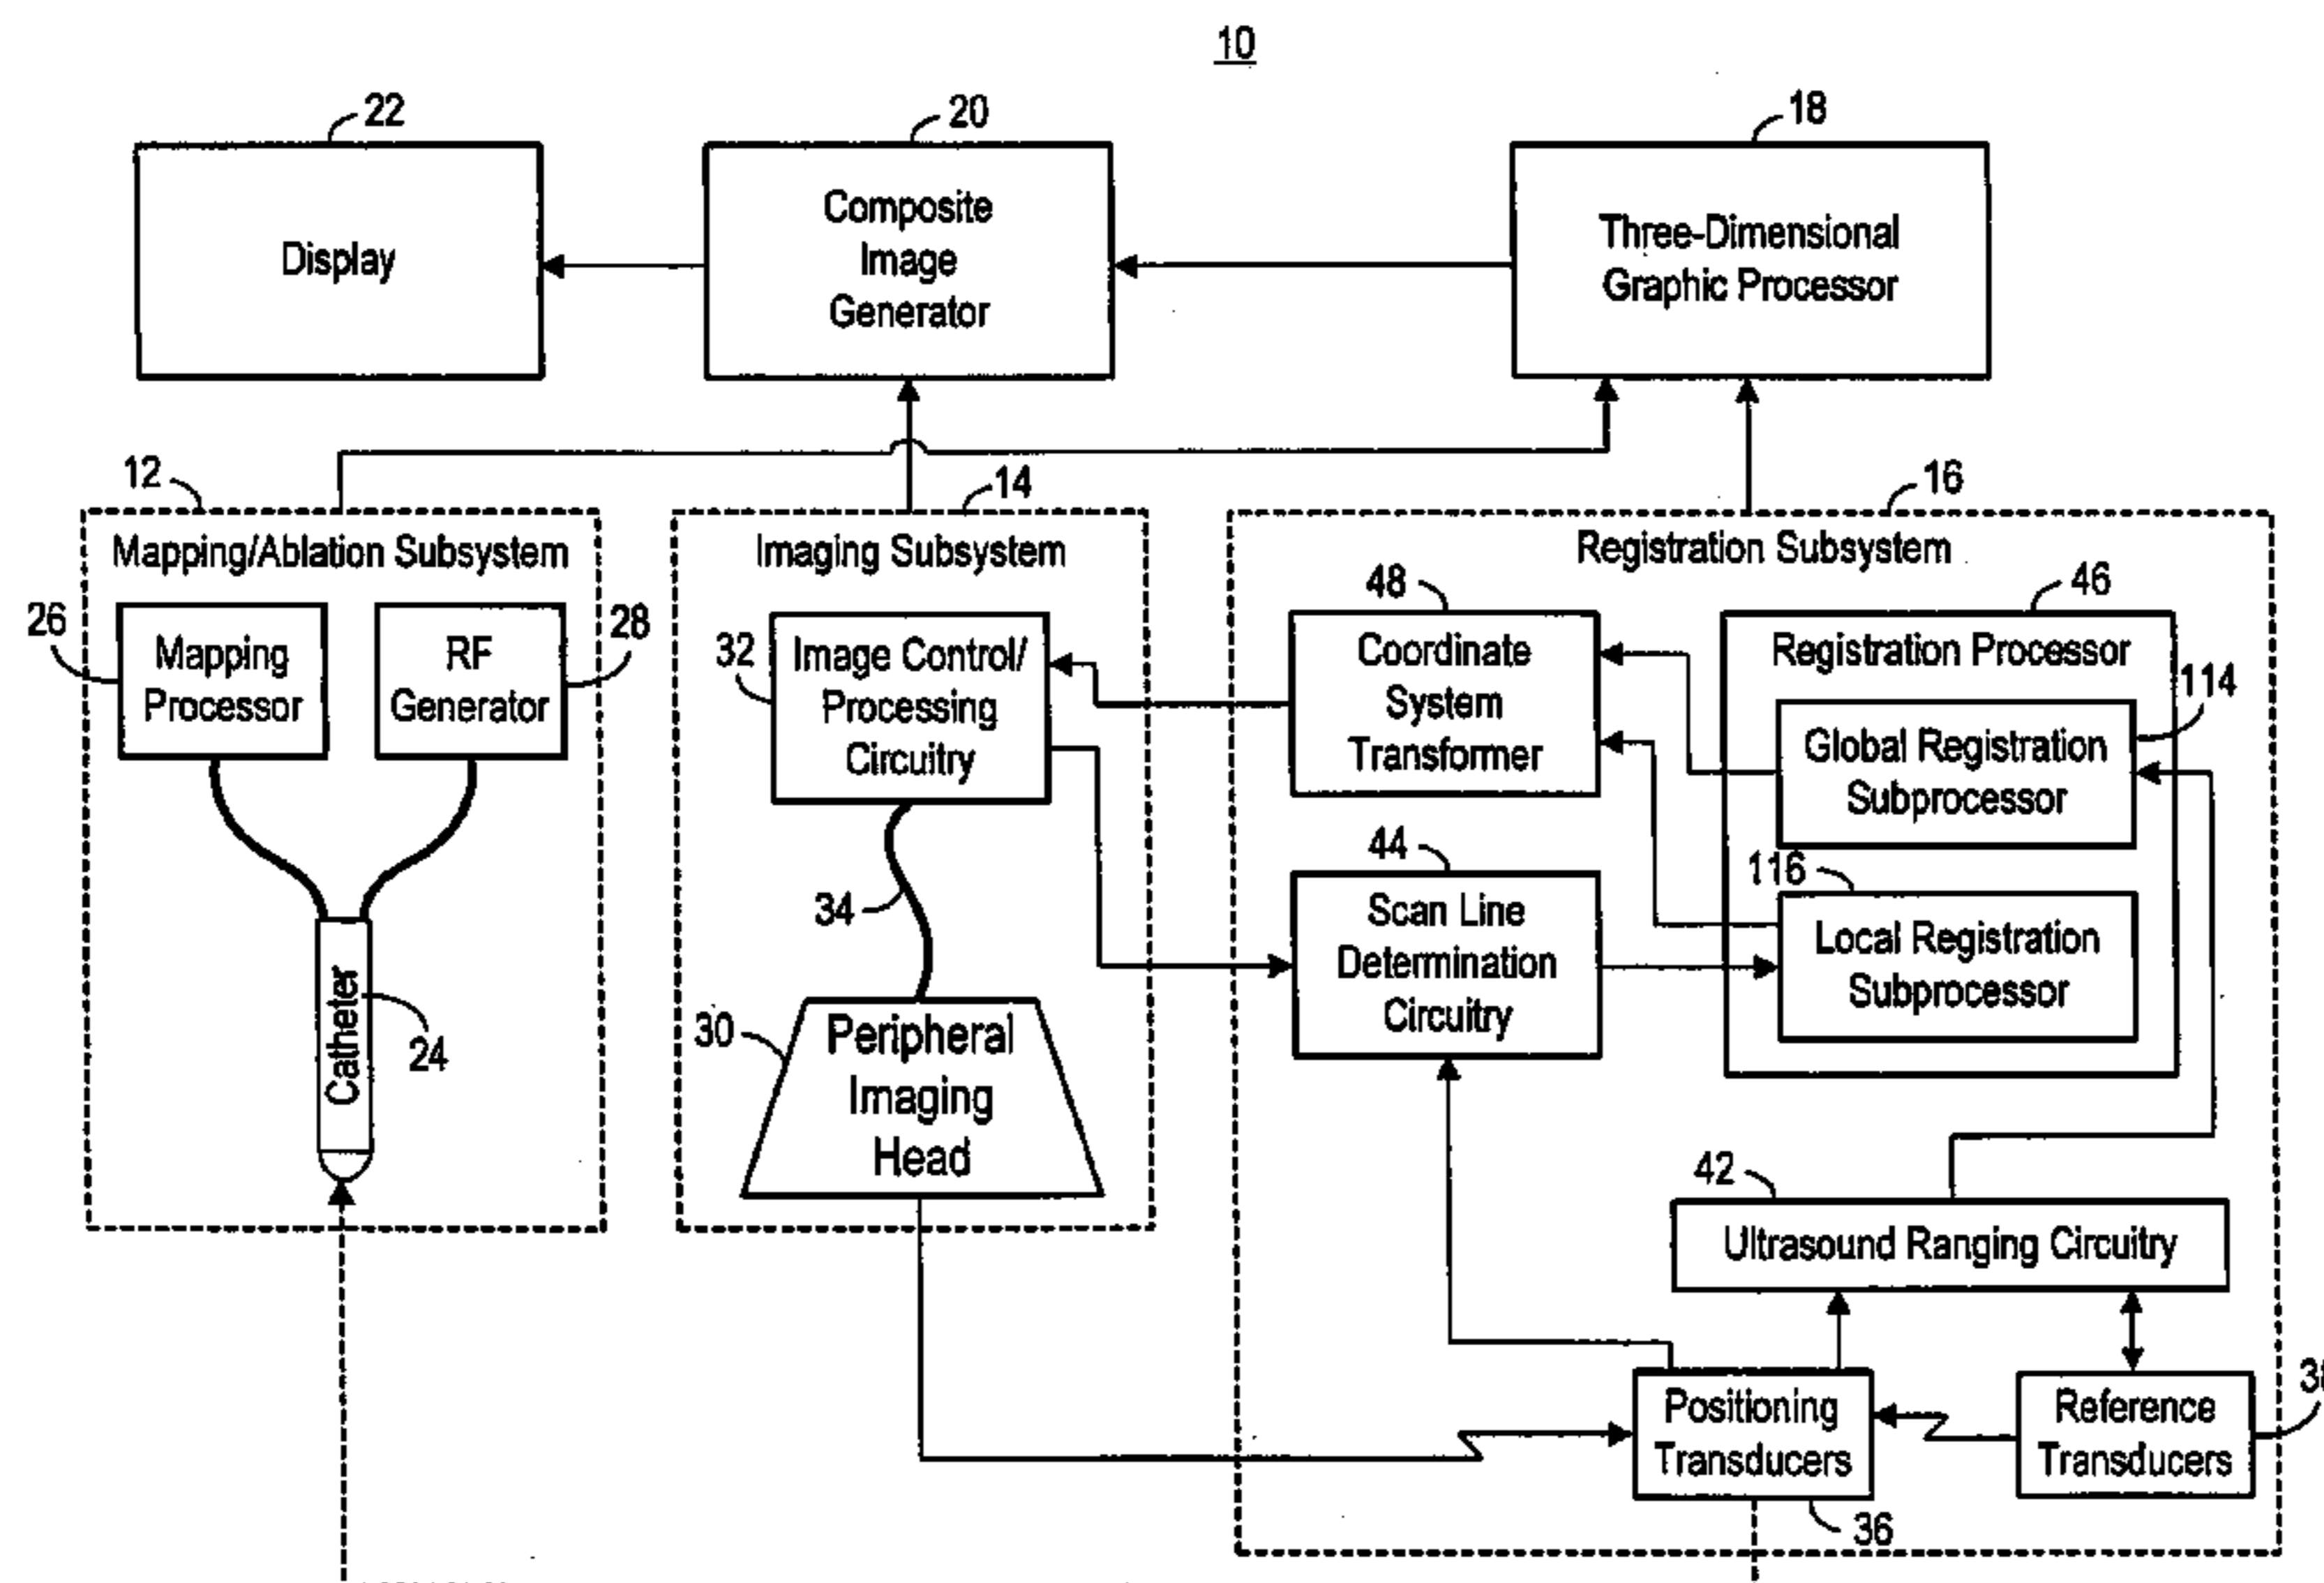 10
22
20
18
Display
Composite
Image
Generator
Three-Dimensional
Graphic Processor
12
14
16
Mapping/Ablation Subsystem
Imaging Subsystem
Registration Subsystem
26
Mapping
Processor
RF
Generator
28
32
Image Control/
Processing
Circuitry
48
Coordinate
System
Transformer
46
Registration Processor
114
Global Registration
Subprocessor
34
44
Scan Line
Determination
Circuitry
116
Local Registration
Subprocessor
Catheter
24
30
Peripheral
Imaging
Head
42
Ultrasound Ranging Circuitry
Positioning
Transducers
36
Reference
Transducers